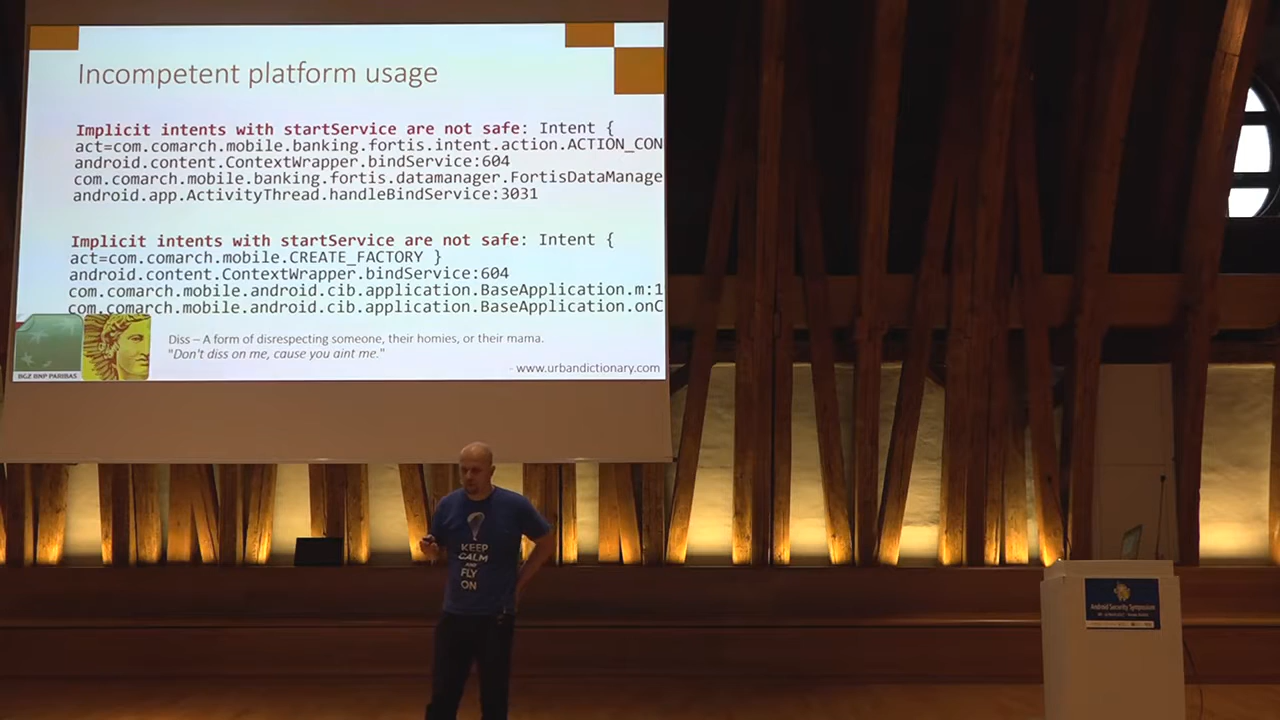 Incompetent platform usage
Implicit intents with startService are not safe: Intent {
act=com.comarch.mobile.banking.fortis.intent.action.ACTION_CON
android.content.ContextWrapper.bindService:604
com.comarch.mobile.banking.fortis.datamanager.FortisDataManage
android.app.ActivityThread.handleBindService:3031
Implicit intents with startService are not safe: Intent {
act=com.comarch.mobile.CREATE_FACTORY }
android.content.ContextWrapper.bindService:604
com.comarch.mobile.android.cib.application.BaseApplication.m:1
com.comarch.mobile.android.cib.application.BaseApplication.onC
Diss – A form of disrespecting someone, their homies, or their mama.
"Don't diss on me, cause you aint me."
- www.urbandictionary.com
BGŻ BNP PARIBAS
KEEP
CALM
AND
FLY
ON
Android Security Symposium